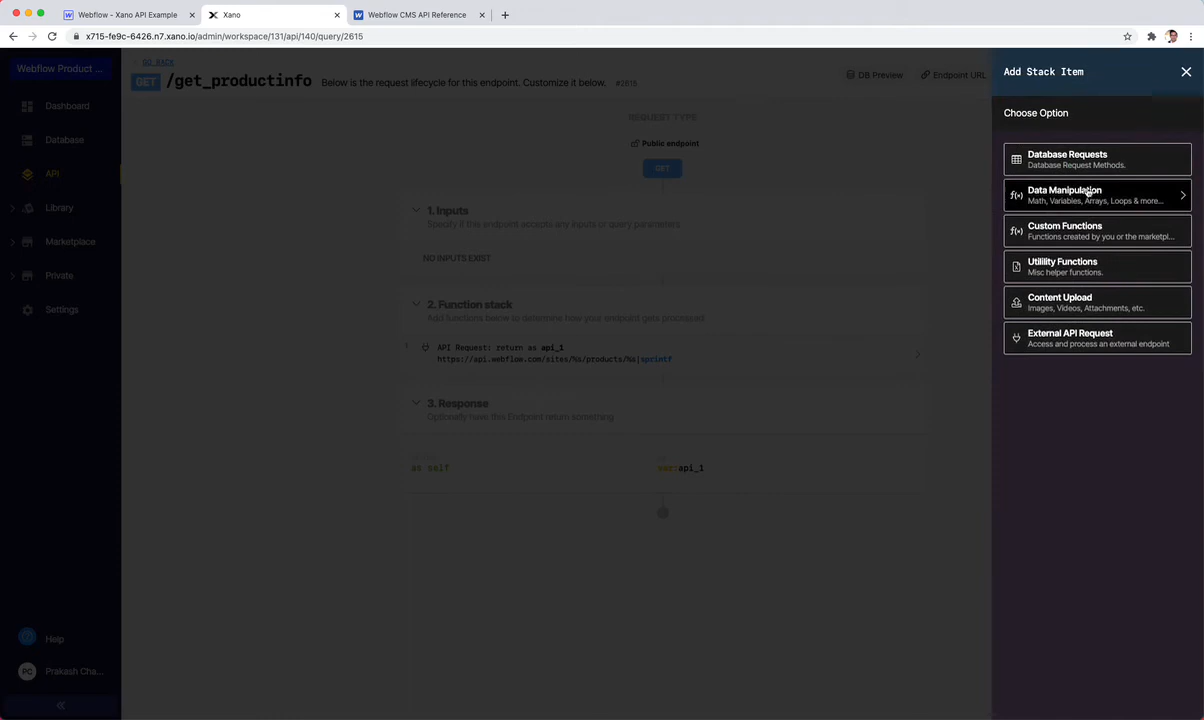 Webflow - Xano API Example
Xano
Webflow CMS API Reference
x715-fe9c-6426.n7.xano.io/admin/workspace/131/api/140/query/2615
Webflow Product ...
Dashboard
Database
API
Library
Marketplace
Private
Settings
Help
PC
Prakash Cha...
GO BACK
GET
/get_productinfo
Below is the request lifecycle for this endpoint. Customize it below.
#2615
DB Preview
Endpoint URL
REQUEST TYPE
Public endpoint
GET
1. Inputs
Specify if this endpoint accepts any inputs or query parameters
NO INPUTS EXIST
2. Function stack
Add functions below to determine how your endpoint gets processed
1
API Request: return as api_1
https://api.webflow.com/sites/%s/products/%s|sprintf
3. Response
Optionally have this Endpoint return something
as self
var:api_1
Add Stack Item
Choose Option
Database Requests
Database Request Methods.
Data Manipulation
Math, Variables, Arrays, Loops & more...
Custom Functions
Functions created by you or the marketpl...
Utilility Functions
Misc helper functions.
Content Upload
Images, Videos, Attachments, etc.
External API Request
Access and process an external endpoint